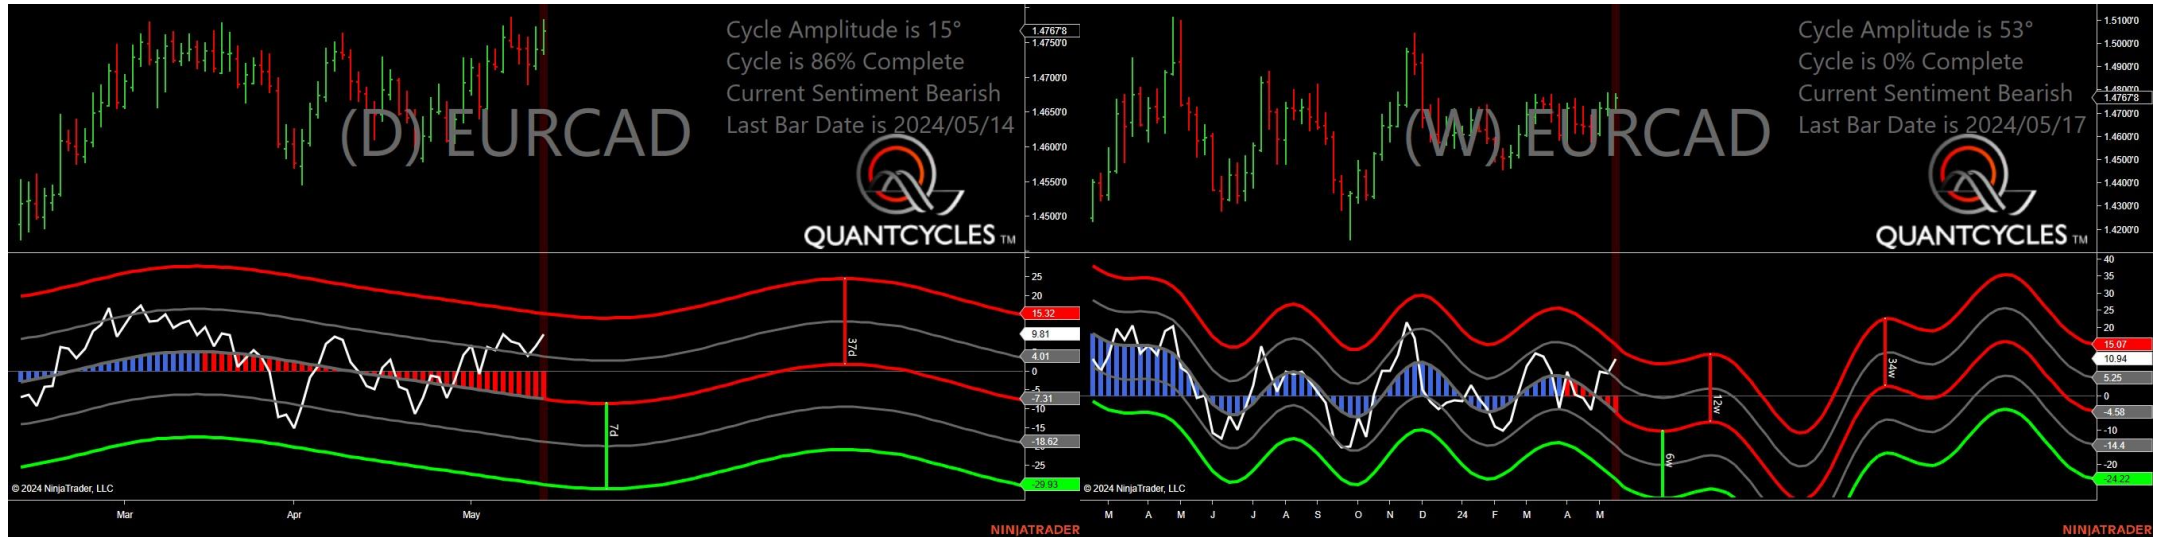 Cycle Amplitude is 15°
Cycle is 86% Complete
Current Sentiment Bearish
Last Bar Date is 2024/05/14
(D) EURCAD
QUANTCYCLES TM
1.4767'8
1.4750'0
1.4700'0
1.4650'0
1.4600'0
1.4550'0
1.4500'0
25
20
15.32
9.81
4.01
0
-5
-7.31
-10
-15
-18.62
-25
-29.93
37d
7d
© 2024 NinjaTrader, LLC
Mar Apr May
NINJATRADER
Cycle Amplitude is 53°
Cycle is 0% Complete
Current Sentiment Bearish
Last Bar Date is 2024/05/17
(W) EURCAD
QUANTCYCLES TM
1.5100'0
1.5000'0
1.4900'0
1.4800'0
1.4767'8
1.4700'0
1.4600'0
1.4500'0
1.4400'0
1.4300'0
1.4200'0
40
35
30
25
20
15.07
10.94
5.25
0
-4.58
-10
-14.4
-20
-24.22
12w
34w
6w
© 2024 NinjaTrader, LLC
M A M J J A S O N D 24 F M A M
NINJATRADER